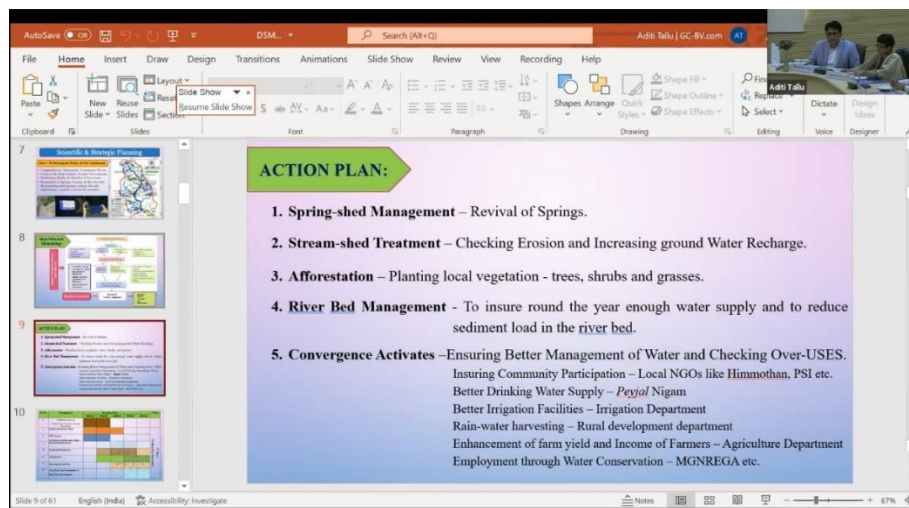 AutoSave Off
DSM...
Search (Alt+Q)
Aditi Tallu | GC-BV.com AT
File Home Insert Draw Design Transitions Animations Slide Show Review View Recording Help
Paste
New Slide
Reuse Slides
Layout
Reset
Section
Slide Show
Resume Slide Show
Shapes Arrange Quick Styles
Shape Fill
Shape Outline
Shape Effects
Replace
Select
Dictate
Design Ideas
Aditi Tallu
Clipboard Slides Font Paragraph Drawing Editing Voice Designer
7
Scientific & Strategic Planning
8
9
ACTION PLAN:
10
ACTION PLAN:
1. Spring-shed Management – Revival of Springs.
2. Stream-shed Treatment – Checking Erosion and Increasing ground Water Recharge.
3. Afforestation – Planting local vegetation - trees, shrubs and grasses.
4. River Bed Management - To insure round the year enough water supply and to reduce
sediment load in the river bed.
5. Convergence Activates –Ensuring Better Management of Water and Checking Over-USES.
Insuring Community Participation – Local NGOs like Himmothan, PSI etc.
Better Drinking Water Supply – Peyjal Nigam
Better Irrigation Facilities – Irrigation Department
Rain-water harvesting – Rural development department
Enhancement of farm yield and Income of Farmers – Agriculture Department
Employment through Water Conservation – MGNREGA etc.
Slide 9 of 61 English (India) Accessibility: Investigate Notes 67%